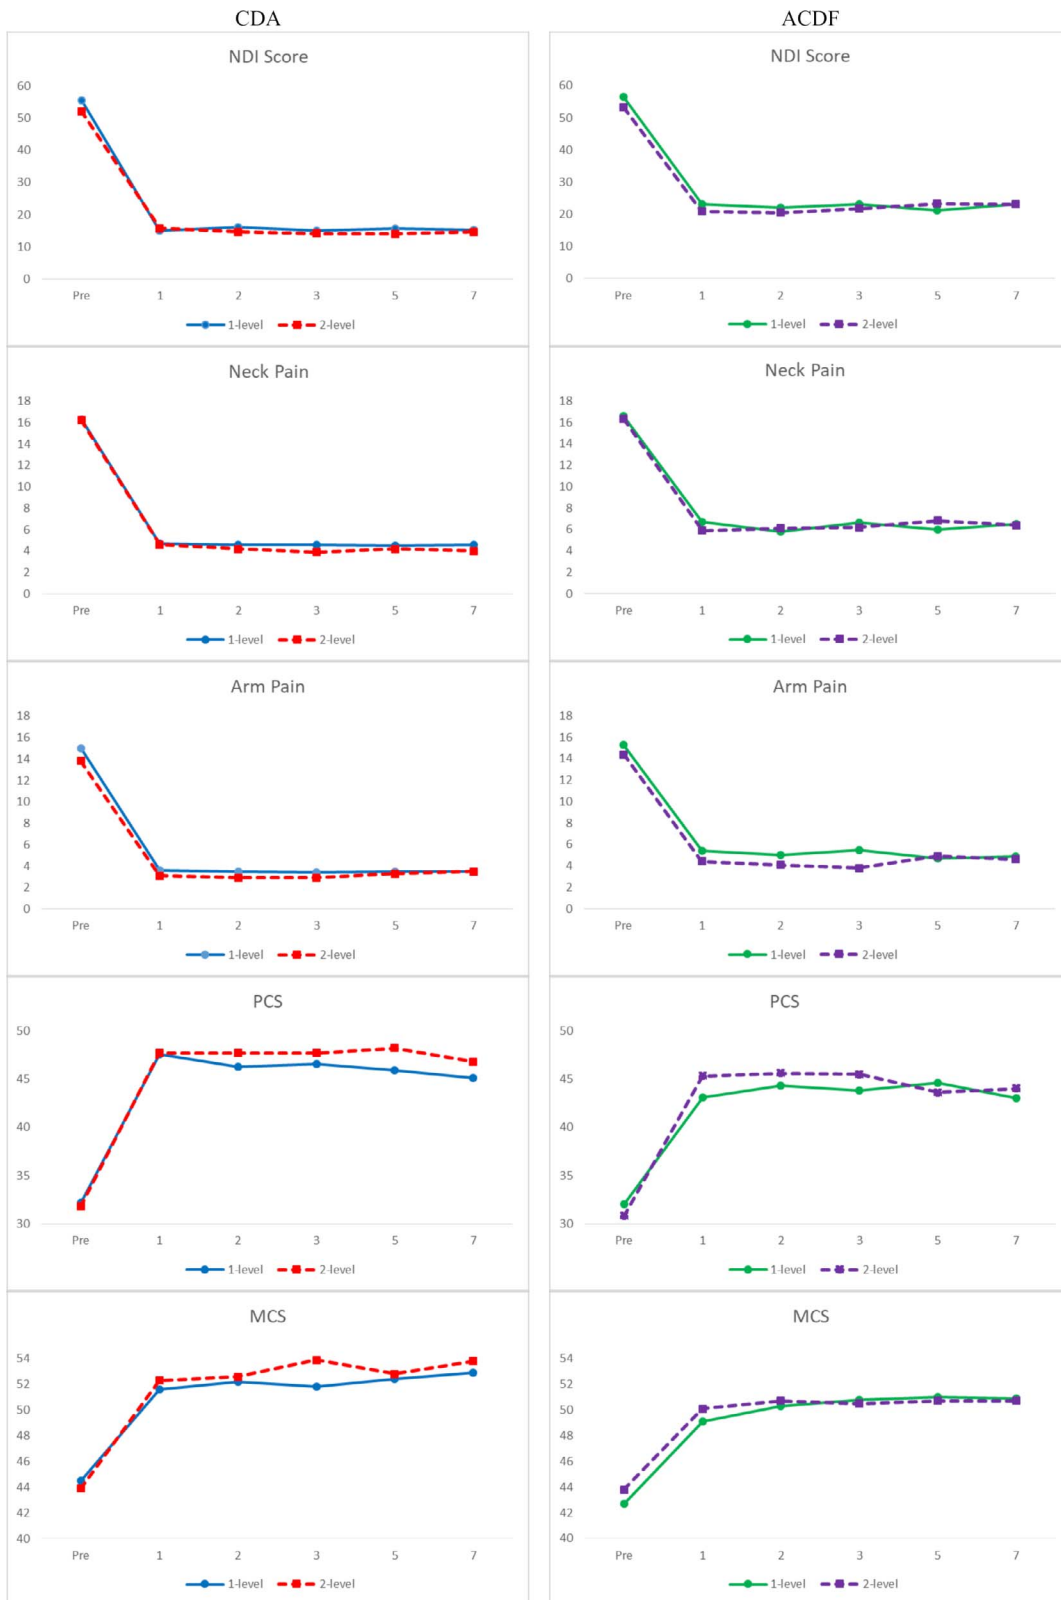 CDA
NDI Score
60
50
40
30
20
10
0
Pre 1 2 3 5 7
1-level 2-level
Neck Pain
18
16
14
12
10
8
6
4
2
0
Pre 1 2 3 5 7
1-level 2-level
Arm Pain
18
16
14
12
10
8
6
4
2
0
Pre 1 2 3 5 7
1-level 2-level
PCS
50
45
40
35
30
Pre 1 2 3 5 7
1-level 2-level
MCS
54
52
50
48
46
44
42
40
Pre 1 2 3 5 7
1-level 2-level
ACDF
NDI Score
60
50
40
30
20
10
0
Pre 1 2 3 5 7
1-level 2-level
Neck Pain
18
16
14
12
10
8
6
4
2
0
Pre 1 2 3 5 7
1-level 2-level
Arm Pain
18
16
14
12
10
8
6
4
2
0
Pre 1 2 3 5 7
1-level 2-level
PCS
50
45
40
35
30
Pre 1 2 3 5 7
1-level 2-level
MCS
54
52
50
48
46
44
42
40
Pre 1 2 3 5 7
1-level 2-level